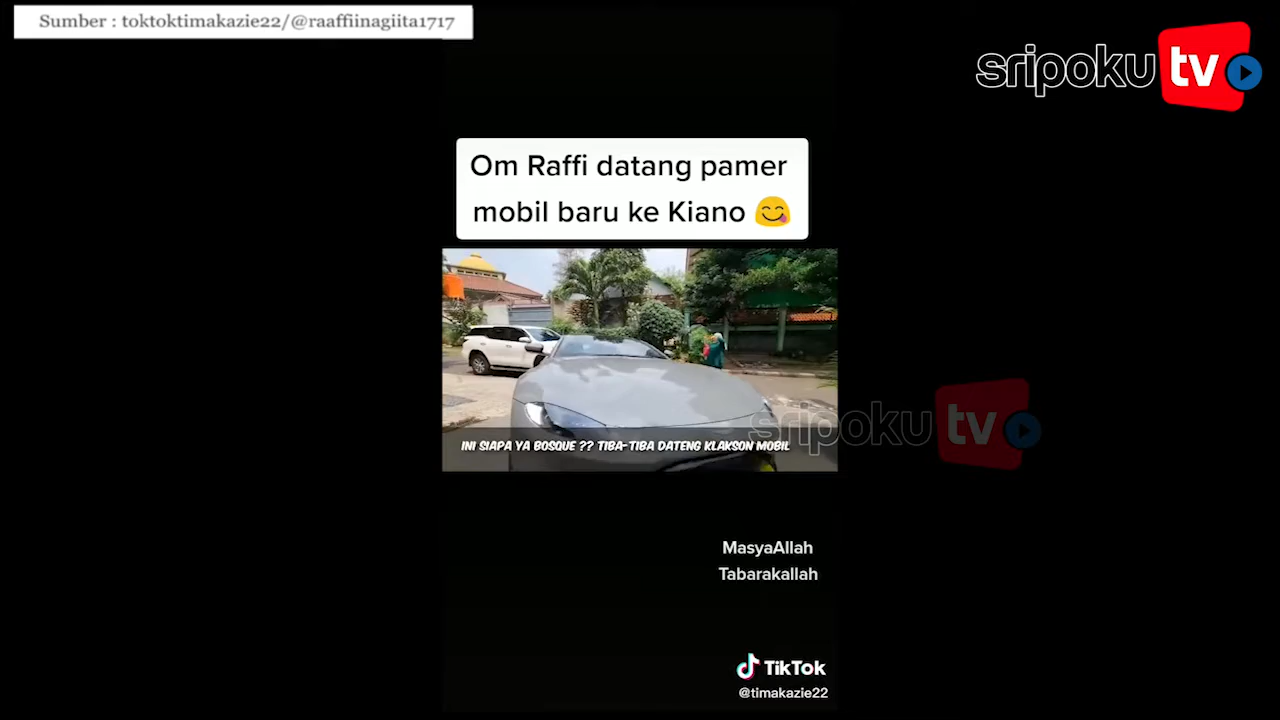 Sumber : toktoktimakazie22/@raaffiinagiita1717
sripoku tv
Om Raffi datang pamer
mobil baru ke Kiano 😋
INI SIAPA YA BOSQUE ?? TIBA-TIBA DATENG KLAKSON MOBIL
sripoku tv
MasyaAllah
Tabarakallah
TikTok
@timakazie22